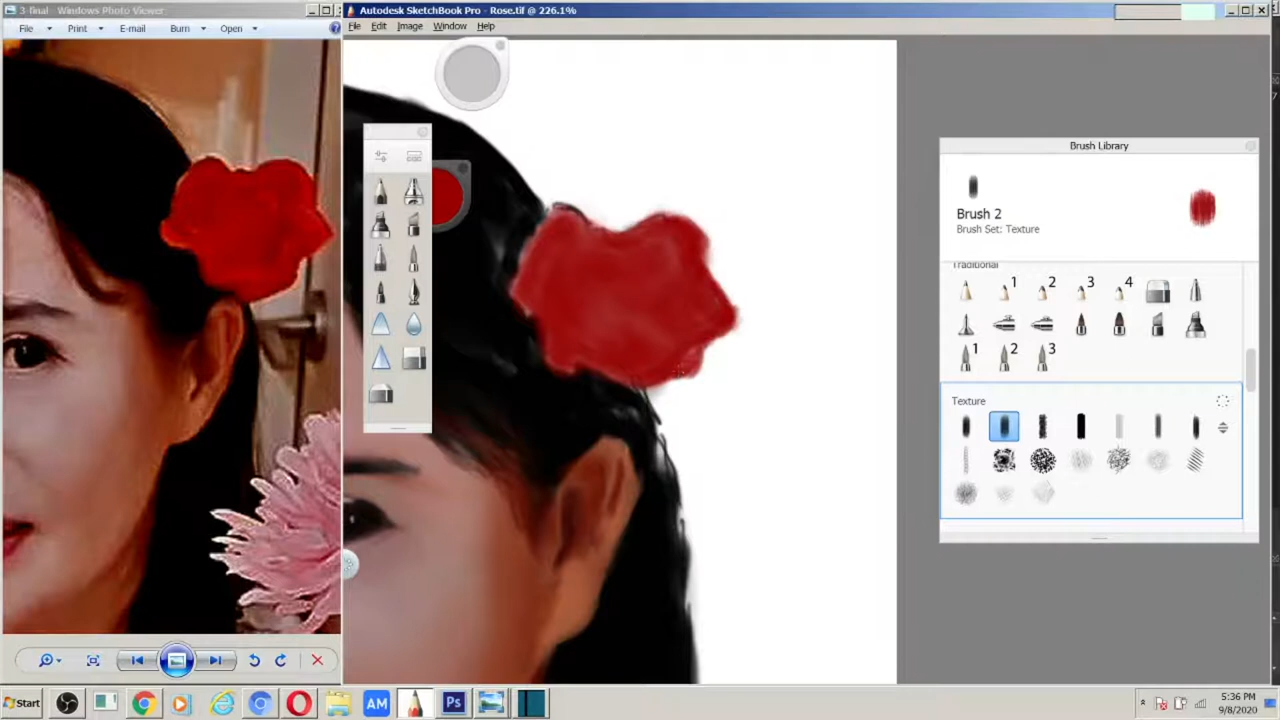 3-final - Windows Photo Viewer
File Print E-mail Burn Open
Autodesk SketchBook Pro - Rose.tif @ 226.1%
File Edit Image Window Help
Brush Library
Brush 2
Brush Set: Texture
Traditional
1 2 3 4
1 2 3
Texture
Start
AM
Ps
5:36 PM
9/8/2020